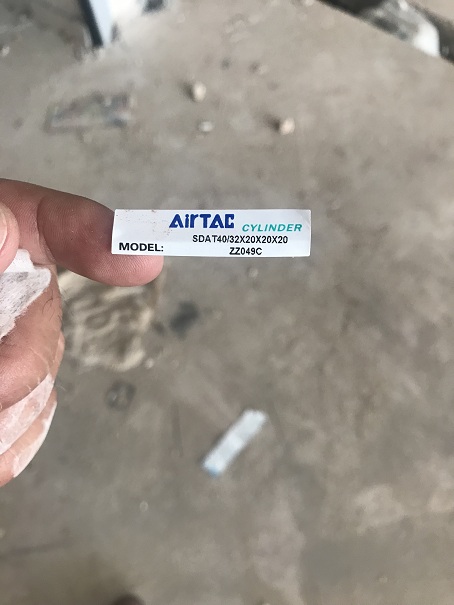 AirTAC CYLINDER
SDAT40/32X20X20X20
MODEL: ZZ049C